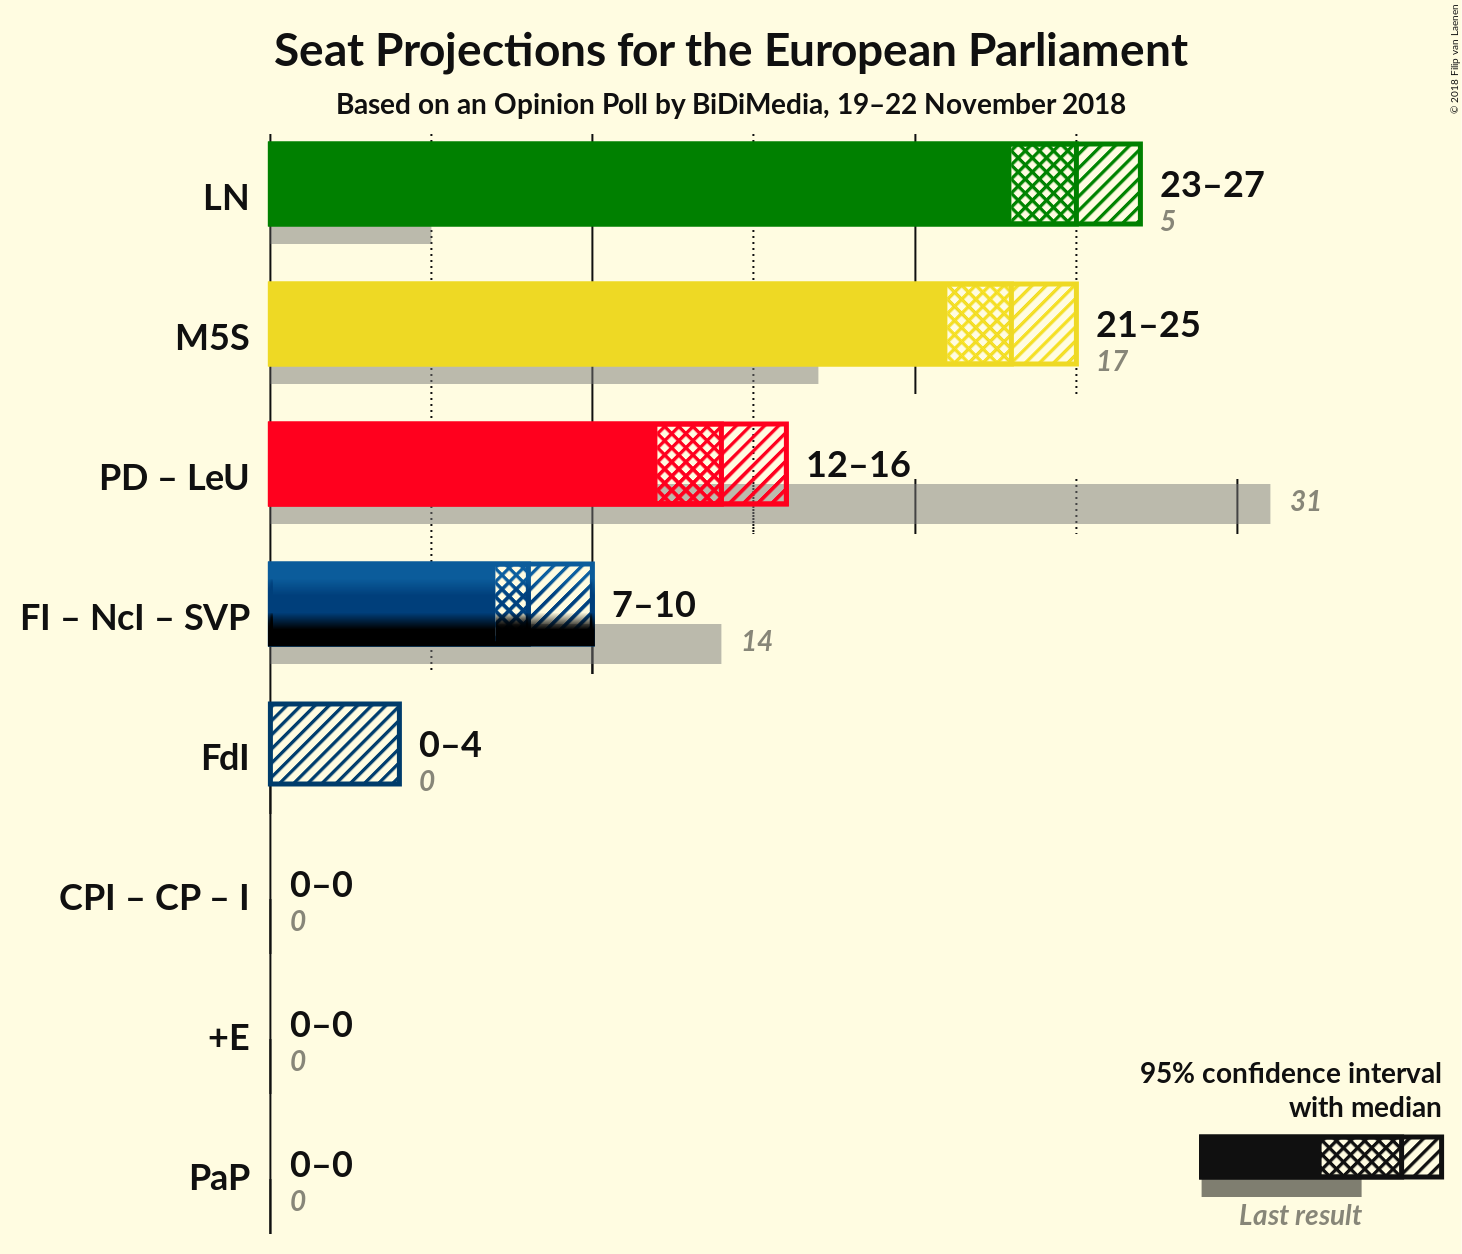 Seat Projections for the European Parliament
Based on an Opinion Poll by BiDiMedia, 19–22 November 2018
© 2018 Filip van Laenen
LN
23–27
5
M5S
21–25
17
PD – LeU
12–16
31
FI – NcI – SVP
7–10
14
FdI
0–4
0
CPI – CP – I
0–0
0
+E
0–0
0
PaP
0–0
0
95% confidence interval
with median
Last result